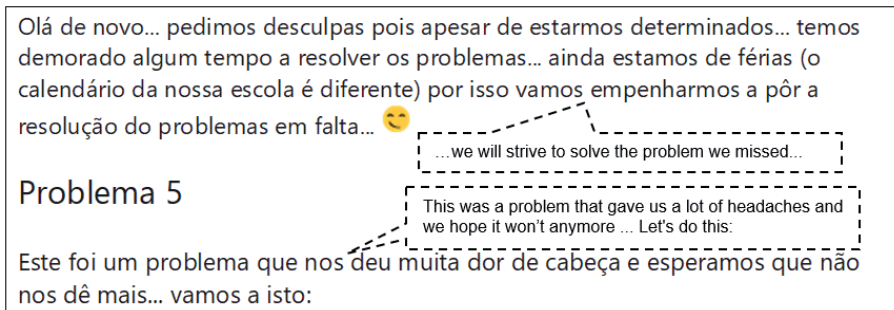 Olá de novo... pedimos desculpas pois apesar de estarmos determinados... temos
demorado algum tempo a resolver os problemas... ainda estamos de férias (o
calendário da nossa escola é diferente) por isso vamos empenharmos a pôr a
resolução do problemas em falta... 😊
...we will strive to solve the problem we missed...
Problema 5
This was a problem that gave us a lot of headaches and
we hope it won't anymore ... Let's do this:
Este foi um problema que nos deu muita dor de cabeça e esperamos que não
nos dê mais... vamos a isto: